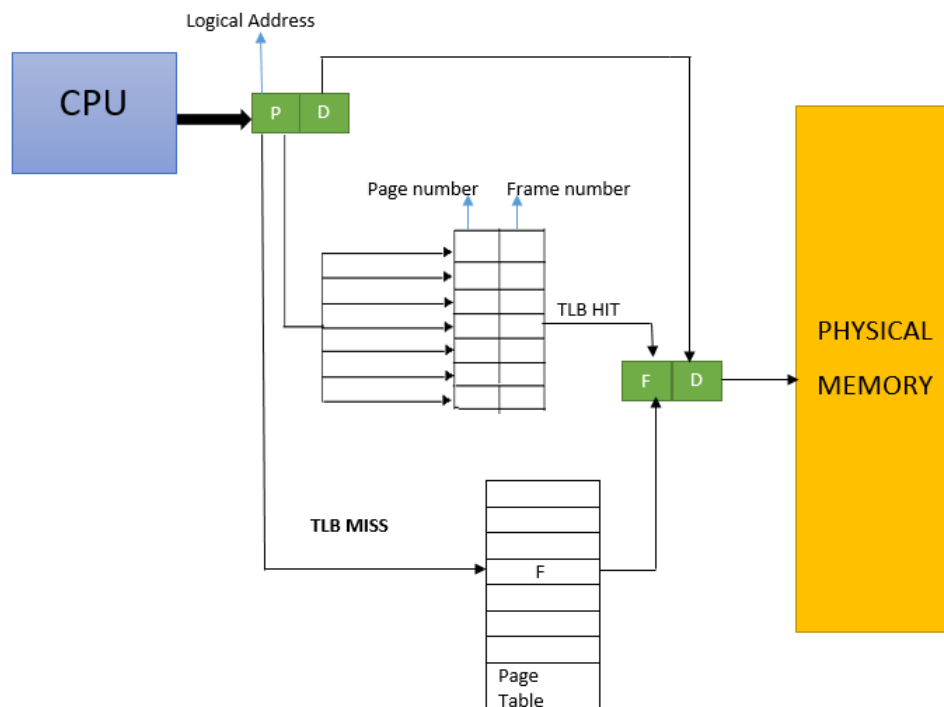 Logical Address
CPU
P D
Page number Frame number
TLB HIT
PHYSICAL
MEMORY
F D
TLB MISS
F
Page
Table